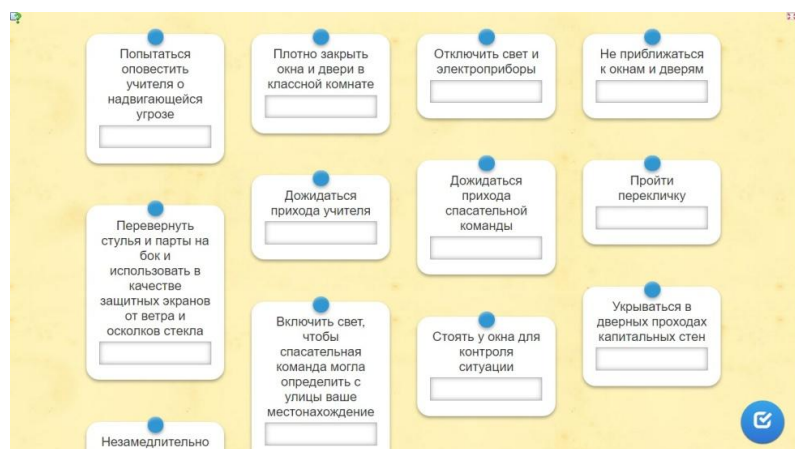 Попытаться
оповестить
учителя о
надвигающейся
угрозе
Плотно закрыть
окна и двери в
классной комнате
Отключить свет и
электроприборы
Не приближаться
к окнам и дверям
Перевернуть
стулья и парты на
бок и
использовать в
качестве
защитных экранов
от ветра и
осколков стекла
Дожидаться
прихода учителя
Дожидаться
прихода
спасательной
команды
Пройти
перекличку
Включить свет,
чтобы
спасательная
команда могла
определить с
улицы ваше
местонахождение
Стоять у окна для
контроля
ситуации
Укрываться в
дверных проходах
капитальных стен
Незамедлительно